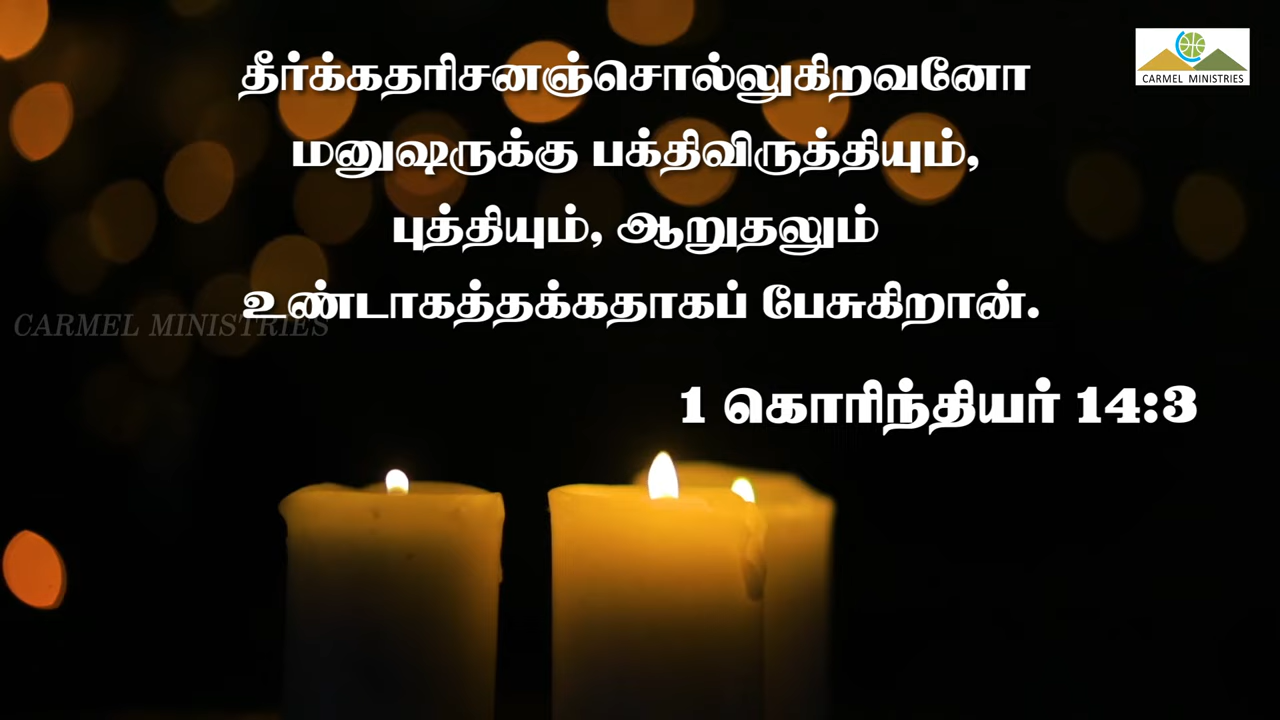 தீர்க்கதரிசனஞ்சொல்லுகிறவனோ
மனுஷருக்கு பக்திவிருத்தியும்,
புத்தியும், ஆறுதலும்
உண்டாகத்தக்கதாகப் பேசுகிறான்.
1 கொரிந்தியர் 14:3
CARMEL MINISTRIES
CARMEL MINISTRIES